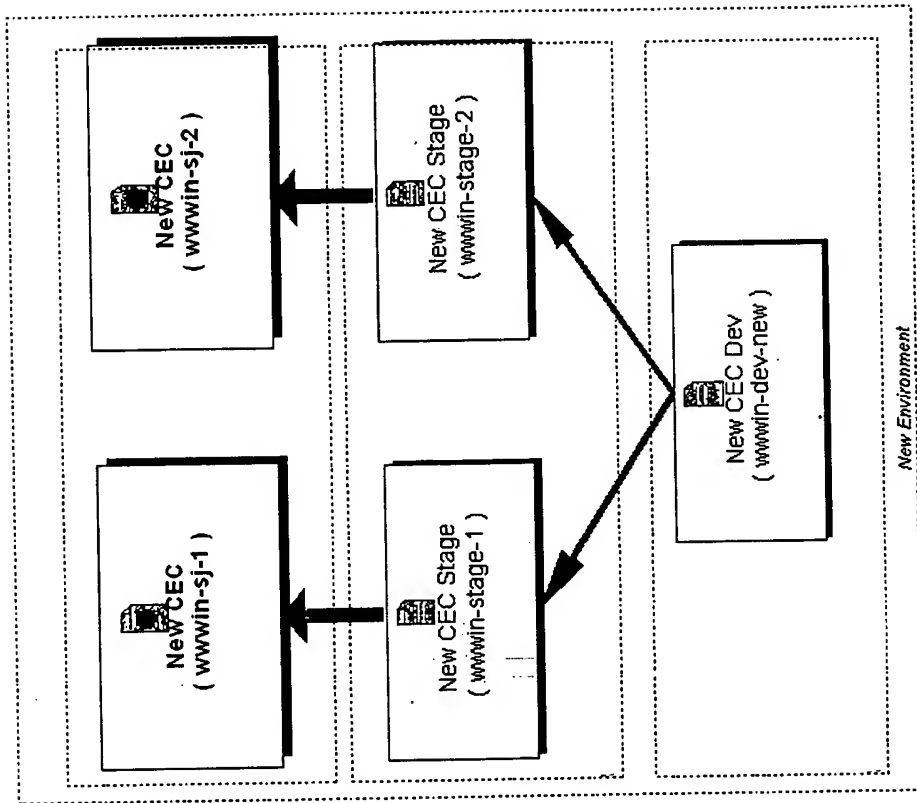 New CEC
( wwwin-sj-1 )
New CEC
( wwwin-sj-2 )
New CEC Stage
( wwwin-stage-1 )
New CEC Stage
( wwwin-stage-2 )
New CEC Dev
( wwwin-dev-new )
New Environment